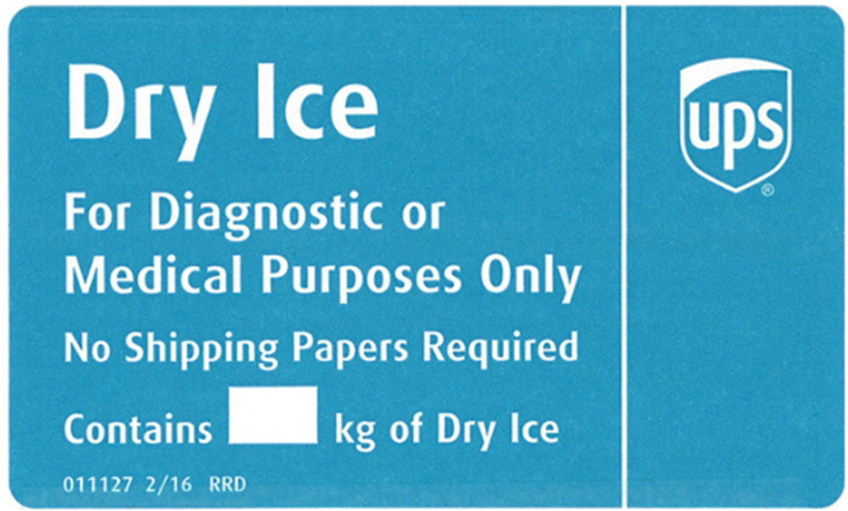 Dry Ice
For Diagnostic or
Medical Purposes Only
No Shipping Papers Required
Contains kg of Dry Ice
011127 2/16 RRD
ups
®